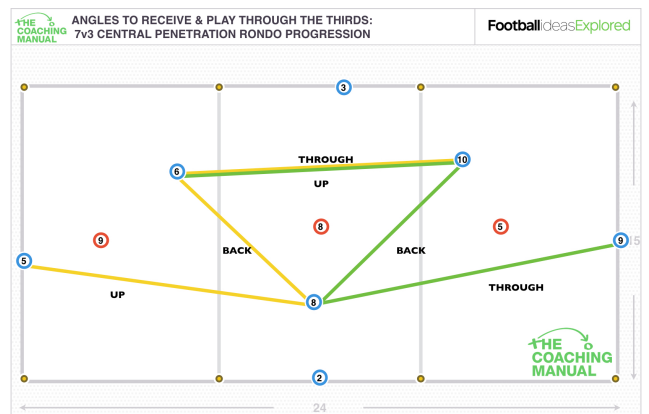 THE
COACHING
MANUAL
ANGLES TO RECEIVE & PLAY THROUGH THE THIRDS:
7v3 CENTRAL PENETRATION RONDO PROGRESSION
FootballideasExplored
3
6
THROUGH
10
UP
9
8
5
BACK
BACK
9
15
5
UP
8
THROUGH
THE
COACHING
MANUAL
2
24